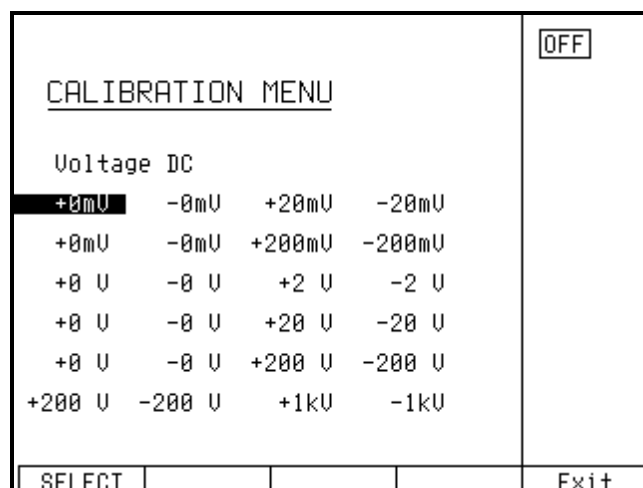 OFF
CALIBRATION MENU
Voltage DC
+0mV -0mV +20mV -20mV
+0mV -0mV +200mV -200mV
+0 V -0 V +2 V -2 V
+0 V -0 V +20 V -20 V
+0 V -0 V +200 V -200 V
+200 V -200 V +1kV -1kV
SELECT Exit